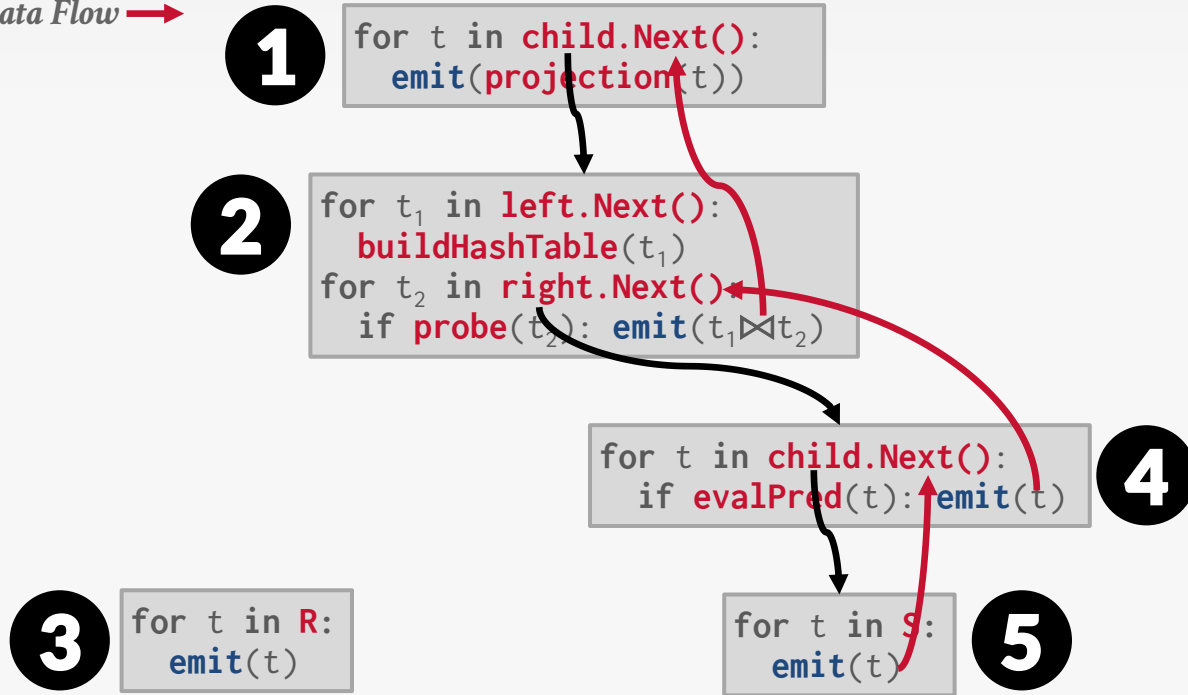 ata Flow
1
for t in child.Next():
emit(projection(t))
2
for t₁ in left.Next():
buildHashTable(t₁)
for t₂ in right.Next():
if probe(t₂): emit(t₁⨝t₂)
for t in child.Next():
if evalPred(t): emit(t)
4
3
for t in R:
emit(t)
for t in S:
emit(t)
5